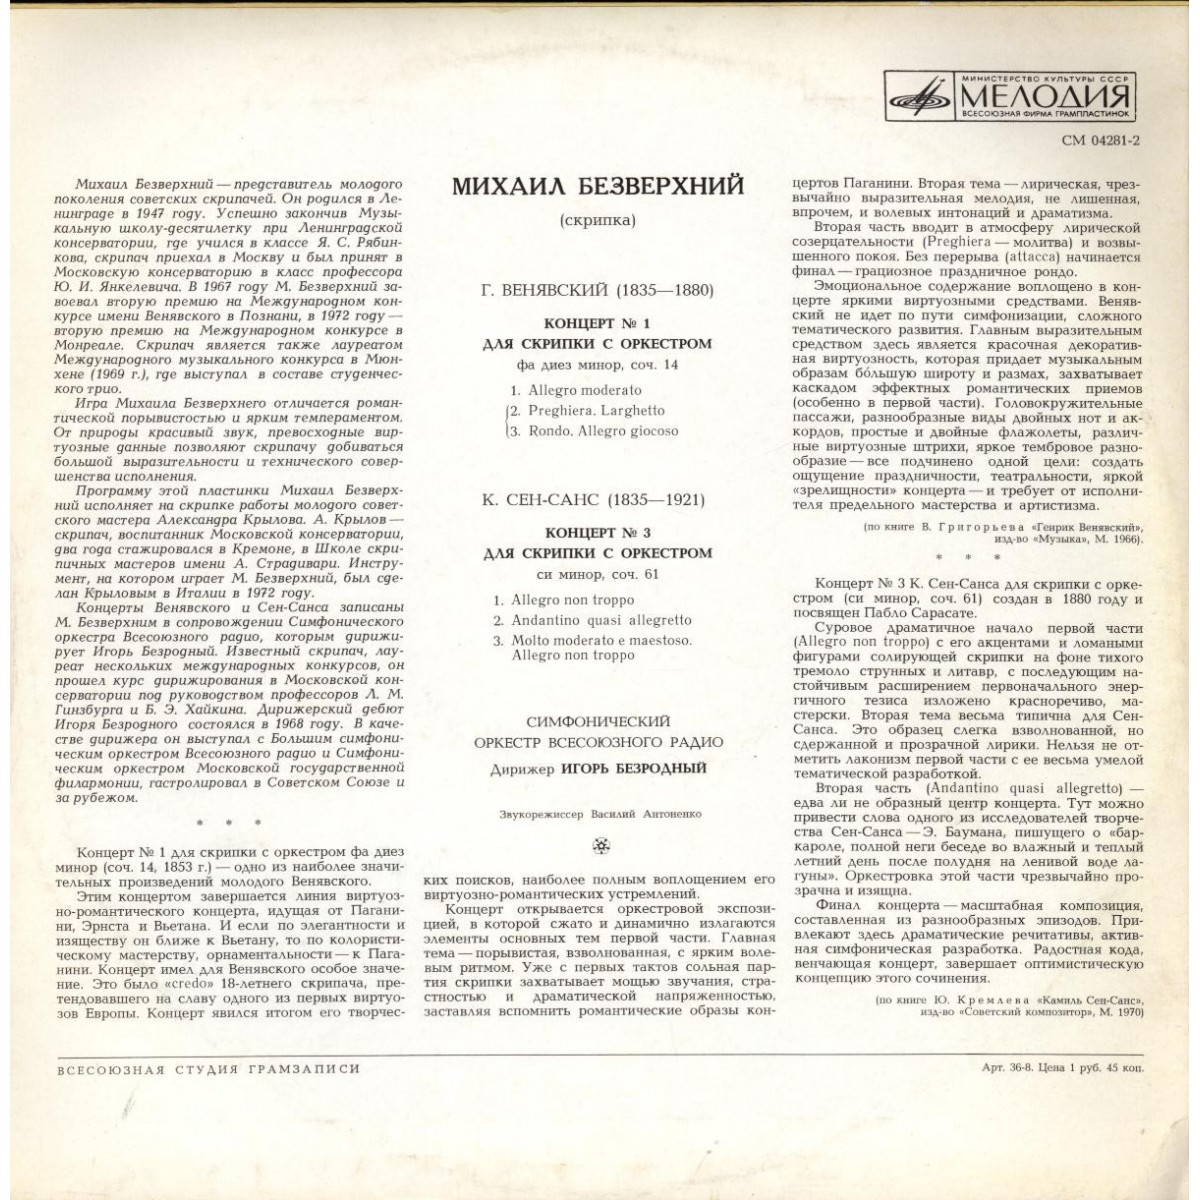 МИНИСТЕРСТВО КУЛЬТУРЫ СССР
МЕЛОДИЯ
ВСЕСОЮЗНАЯ ФИРМА ГРАМПЛАСТИНОК
СМ 04281-2
Михаил Безверхний — представитель молодого
поколения советских скрипачей. Он родился в Ле-
нинграде в 1947 году. Успешно закончив Музы-
кальную школу-десятилетку при Ленинградской
консерватории, где учился в классе Я. С. Рябин-
кова, скрипач приехал в Москву и был принят в
Московскую консерваторию в класс профессора
Ю. И. Янкелевича. В 1967 году М. Безверхний за-
воевал вторую премию на Международном кон-
курсе имени Венявского в Познани, в 1972 году —
вторую премию на Международном конкурсе в
Монреале. Скрипач является также лауреатом
Международного музыкального конкурса в Мюн-
хене (1969 г.), где выступал в составе студенчес-
кого трио.
Игра Михаила Безверхнего отличается роман-
тической порывистостью и ярким темпераментом.
От природы красивый звук, превосходные вир-
туозные данные позволяют скрипачу добиваться
большой выразительности и технического совер-
шенства исполнения.
Программу этой пластинки Михаил Безверх-
ний исполняет на скрипке работы молодого совет-
ского мастера Александра Крылова. А. Крылов —
скрипач, воспитанник Московской консерватории,
два года стажировался в Кремоне, в Школе скри-
пичных мастеров имени А. Страдивари. Инстру-
мент, на котором играет М. Безверхний, был сде-
лан Крыловым в Италии в 1972 году.
Концерты Венявского и Сен-Санса записаны
М. Безверхним в сопровождении Симфонического
оркестра Всесоюзного радио, которым дирижи-
рует Игорь Безродный. Известный скрипач, лау-
реат нескольких международных конкурсов, он
прошел курс дирижирования в Московской кон-
серватории под руководством профессоров Л. М.
Гинзбурга и Б. Э. Хайкина. Дирижерский дебют
Игоря Безродного состоялся в 1968 году. В каче-
стве дирижера он выступал с Большим симфони-
ческим оркестром Всесоюзного радио и Симфони-
ческим оркестром Московской государственной
филармонии, гастролировал в Советском Союзе и
за рубежом.
* * *
Концерт № 1 для скрипки с оркестром фа диез
минор (соч. 14, 1853 г.) — одно из наиболее значи-
тельных произведений молодого Венявского.
Этим концертом завершается линия виртуоз-
но-романтического концерта, идущая от Пагани-
ни, Эрнста и Вьетана. И если по элегантности и
изяществу он ближе к Вьетану, то по колористи-
ческому мастерству, орнаментальности — к Пага-
нини. Концерт имел для Венявского особое значе-
ние. Это было «credo» 18-летнего скрипача, пре-
тендовавшего на славу одного из первых виртуо-
зов Европы. Концерт явился итогом его творчес-
МИХАИЛ БЕЗВЕРХНИЙ
(скрипка)
Г. ВЕНЯВСКИЙ (1835—1880)
КОНЦЕРТ № 1
ДЛЯ СКРИПКИ С ОРКЕСТРОМ
фа диез минор, соч. 14
1. Allegro moderato
2. Preghiera. Larghetto
3. Rondo. Allegro giocoso
К. СЕН-САНС (1835—1921)
КОНЦЕРТ № 3
ДЛЯ СКРИПКИ С ОРКЕСТРОМ
си минор, соч. 61
1. Allegro non troppo
2. Andantino quasi allegretto
3. Molto moderato e maestoso.
Allegro non troppo
СИМФОНИЧЕСКИЙ
ОРКЕСТР ВСЕСОЮЗНОГО РАДИО
Дирижер ИГОРЬ БЕЗРОДНЫЙ
Звукорежиссер Василий Антоненко
ких поисков, наиболее полным воплощением его
виртуозно-романтических устремлений.
Концерт открывается оркестровой экспози-
цией, в которой сжато и динамично излагаются
элементы основных тем первой части. Главная
тема — порывистая, взволнованная, с ярким воле-
вым ритмом. Уже с первых тактов сольная пар-
тия скрипки захватывает мощью звучания, стра-
стностью и драматической напряженностью,
заставляя вспомнить романтические образы кон-
цертов Паганини. Вторая тема — лирическая, чрез-
вычайно выразительная мелодия, не лишенная,
впрочем, и волевых интонаций и драматизма.
Вторая часть вводит в атмосферу лирической
созерцательности (Preghiera — молитва) и возвы-
шенного покоя. Без перерыва (attacca) начинается
финал — грациозное праздничное рондо.
Эмоциональное содержание воплощено в кон-
церте яркими виртуозными средствами. Веняв-
ский не идет по пути симфонизации, сложного
тематического развития. Главным выразительным
средством здесь является красочная декоратив-
ная виртуозность, которая придает музыкальным
образам бо́льшую широту и размах, захватывает
каскадом эффектных романтических приемов
(особенно в первой части). Головокружительные
пассажи, разнообразные виды двойных нот и ак-
кордов, простые и двойные флажолеты, различ-
ные виртуозные штрихи, яркое тембровое разно-
образие — все подчинено одной цели: создать
ощущение праздничности, театральности, яркой
«зрелищности» концерта — и требует от исполни-
теля предельного мастерства и артистизма.
(по книге В. Григорьева «Генрик Венявский»,
изд-во «Музыка», М. 1966).
* * *
Концерт № 3 К. Сен-Санса для скрипки с орке-
стром (си минор, соч. 61) создан в 1880 году и
посвящен Пабло Сарасате.
Суровое драматичное начало первой части
(Allegro non troppo) с его акцентами и ломаными
фигурами солирующей скрипки на фоне тихого
тремоло струнных и литавр, с последующим на-
стойчивым расширением первоначального энер-
гичного тезиса изложено красноречиво, ма-
стерски. Вторая тема весьма типична для Сен-
Санса. Это образец слегка взволнованной, но
сдержанной и прозрачной лирики. Нельзя не от-
метить лаконизм первой части с ее весьма умелой
тематической разработкой.
Вторая часть (Andantino quasi allegretto) —
едва ли не образный центр концерта. Тут можно
привести слова одного из исследователей творче-
ства Сен-Санса — Э. Баумана, пишущего о «бар-
кароле, полной неги беседе во влажный и теплый
летний день после полудня на ленивой воде ла-
гуны». Оркестровка этой части чрезвычайно про-
зрачна и изящна.
Финал концерта — масштабная композиция,
составленная из разнообразных эпизодов. При-
влекают здесь драматические речитативы, актив-
ная симфоническая разработка. Радостная кода,
венчающая концерт, завершает оптимистическую
концепцию этого сочинения.
(по книге Ю. Кремлева «Камиль Сен-Санс»,
изд-во «Советский композитор», М. 1970)
ВСЕСОЮЗНАЯ СТУДИЯ ГРАМЗАПИСИ
Арт. 36-8. Цена 1 руб. 45 коп.